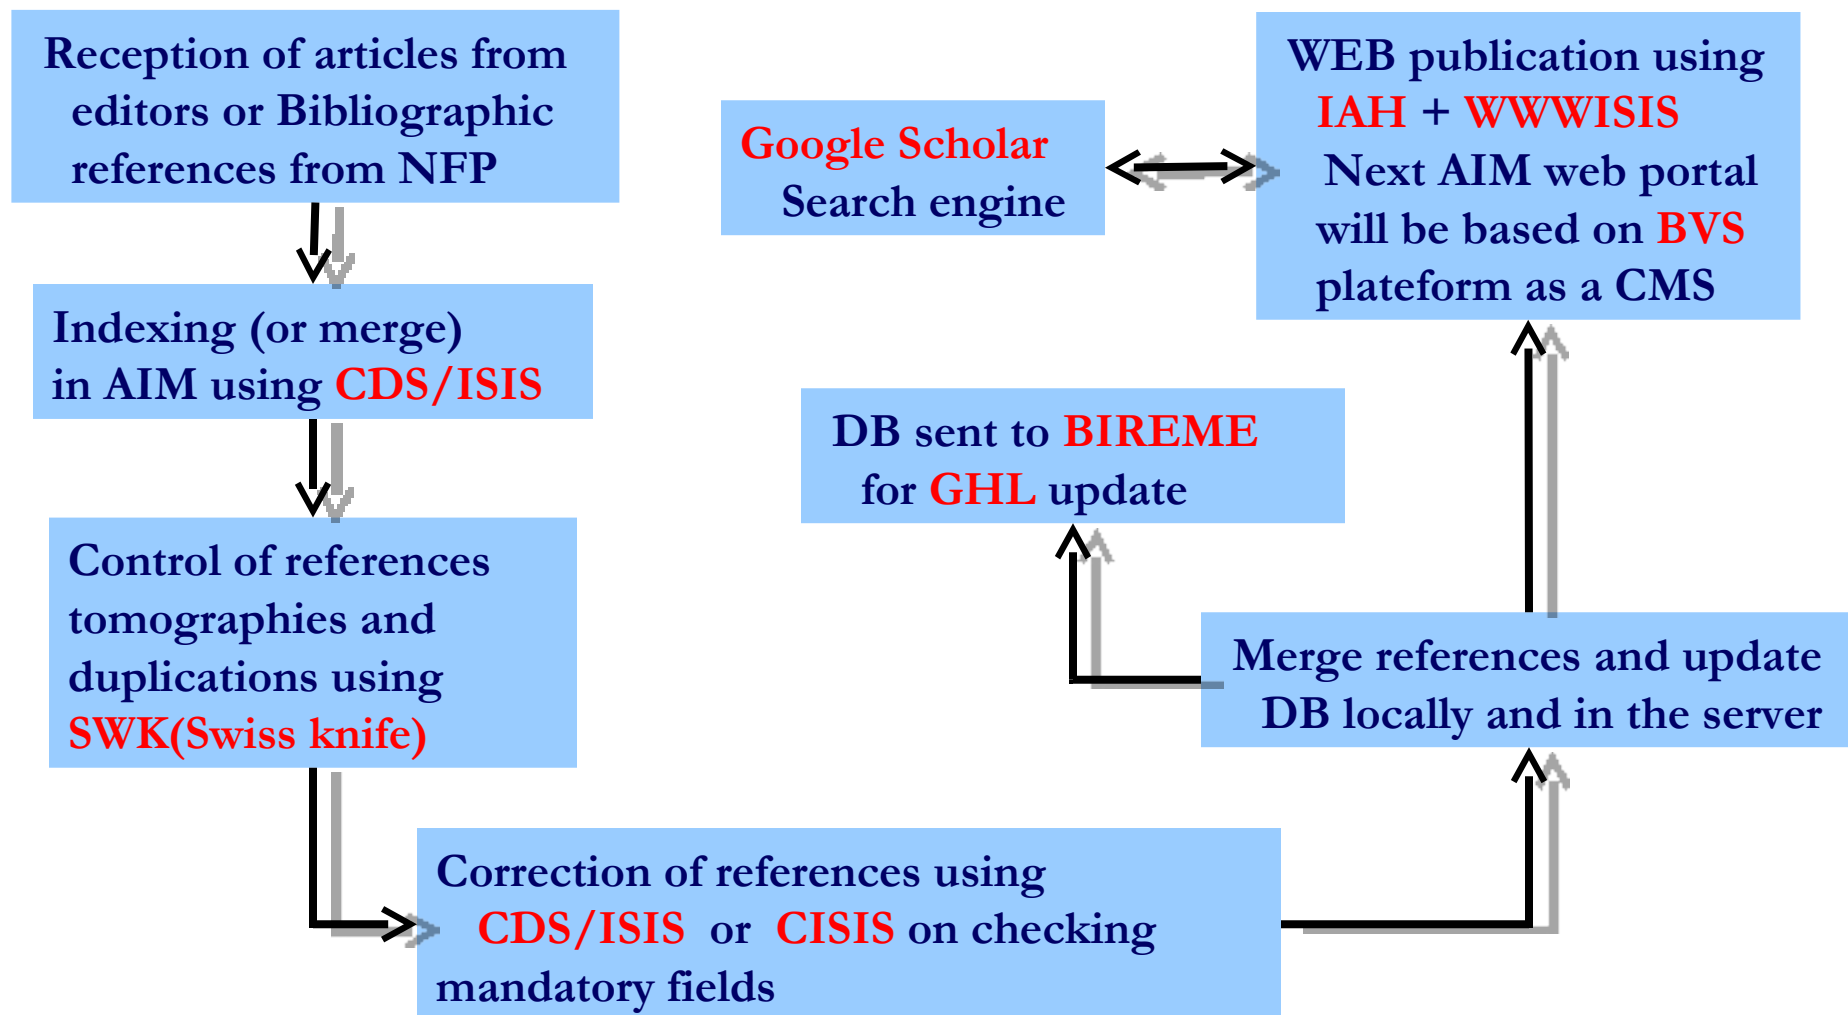 Reception of articles from
editors or Bibliographic
references from NFP
Indexing (or merge)
in AIM using CDS/ISIS
Control of references
tomographies and
duplications using
SWK(Swiss knife)
Correction of references using
CDS/ISIS or CISIS on checking
mandatory fields
Merge references and update
DB locally and in the server
DB sent to BIREME
for GHL update
WEB publication using
IAH + WWWISIS
Next AIM web portal
will be based on BVS
plateform as a CMS
Google Scholar
Search engine